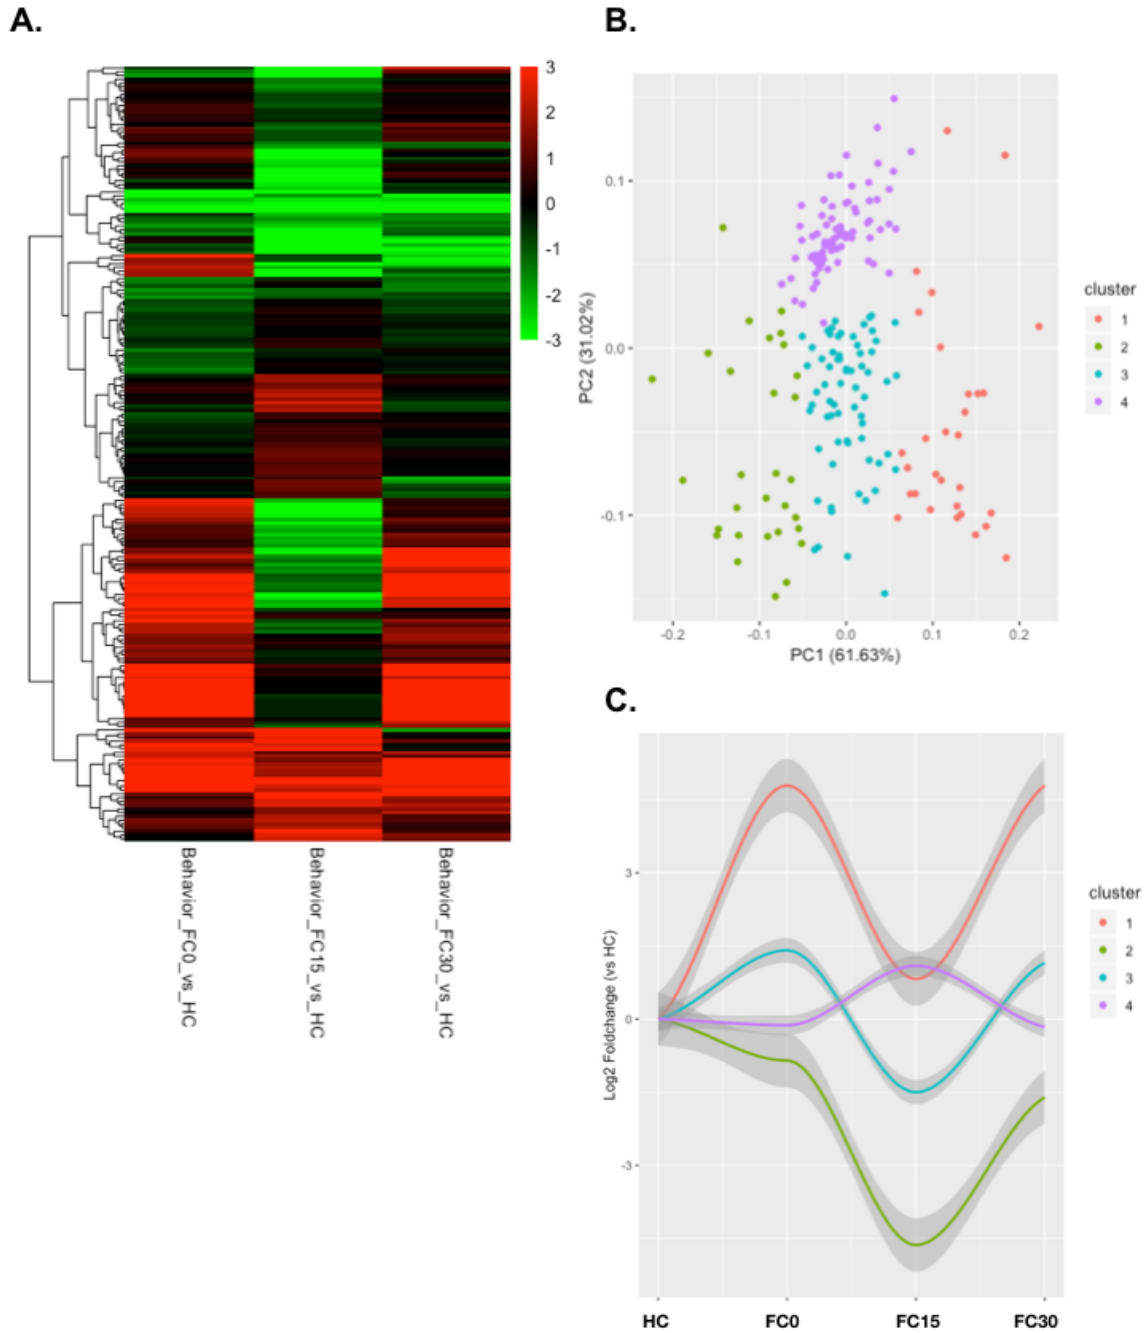 A.
3
2
1
0
-1
-2
-3
Behavior_FC0_vs_HC
Behavior_FC15_vs_HC
Behavior_FC30_vs_HC
B.
PC2 (31.02%)
0.1
0.0
-0.1
-0.2
-0.1
0.0
0.1
0.2
PC1 (61.63%)
cluster
1
2
3
4
C.
Log2 Foldchange (vs HC)
3
0
-3
HC
FC0
FC15
FC30
cluster
1
2
3
4